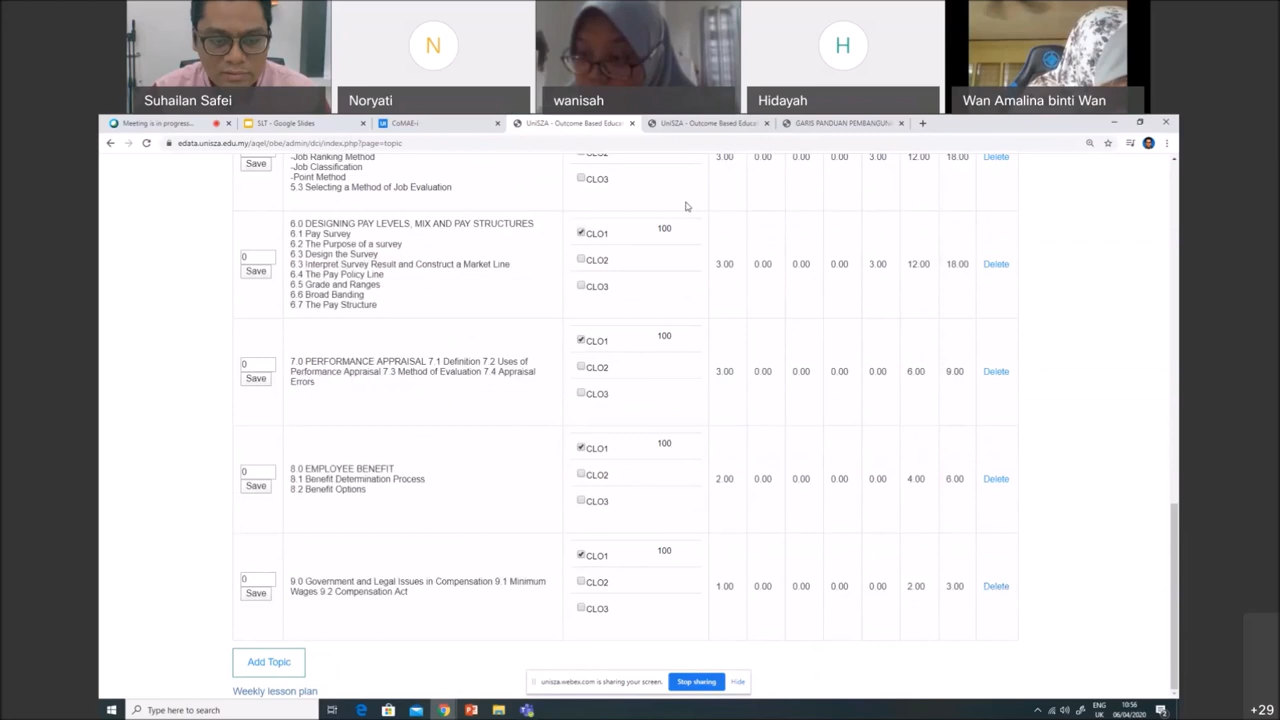 N
H
Suhailan Safei
Noryati
wanisah
Hidayah
Wan Amalina binti Wan
Meeting is in progress...
SLT - Google Slides
CoMAE-i
UniSZA - Outcome Based Educa
UniSZA - Outcome Based Educa
GARIS PANDUAN PEMBANGUN
edata.unisza.edu.my/aqel/obe/admin/dci/index.php?page=topic
-Job Ranking Method
-Job Classification
-Point Method
5.3 Selecting a Method of Job Evaluation
Save
CLO2
CLO3
3.00 12.00 18.00 Delete
0
Save
6.0 DESIGNING PAY LEVELS, MIX AND PAY STRUCTURES
6.1 Pay Survey
6.2 The Purpose of a survey
6.3 Design the Survey
6.3 Interpret Survey Result and Construct a Market Line
6.4 The Pay Policy Line
6.5 Grade and Ranges
6.6 Broad Banding
6.7 The Pay Structure
CLO1 100
CLO2
CLO3
3.00 0.00 0.00 0.00 3.00 12.00 18.00 Delete
0
Save
7.0 PERFORMANCE APPRAISAL 7.1 Definition 7.2 Uses of
Performance Appraisal 7.3 Method of Evaluation 7.4 Appraisal
Errors
CLO1 100
CLO2
CLO3
3.00 0.00 0.00 0.00 0.00 6.00 9.00 Delete
0
Save
8.0 EMPLOYEE BENEFIT
8.1 Benefit Determination Process
8.2 Benefit Options
CLO1 100
CLO2
CLO3
2.00 0.00 0.00 0.00 0.00 4.00 6.00 Delete
0
Save
9.0 Government and Legal Issues in Compensation 9.1 Minimum
Wages 9.2 Compensation Act
CLO1 100
CLO2
CLO3
1.00 0.00 0.00 0.00 0.00 2.00 3.00 Delete
Add Topic
Weekly lesson plan
unisza.webex.com is sharing your screen.
Stop sharing
Hide
Type here to search
ENG
UK
10:56
06/04/2020
2
+29